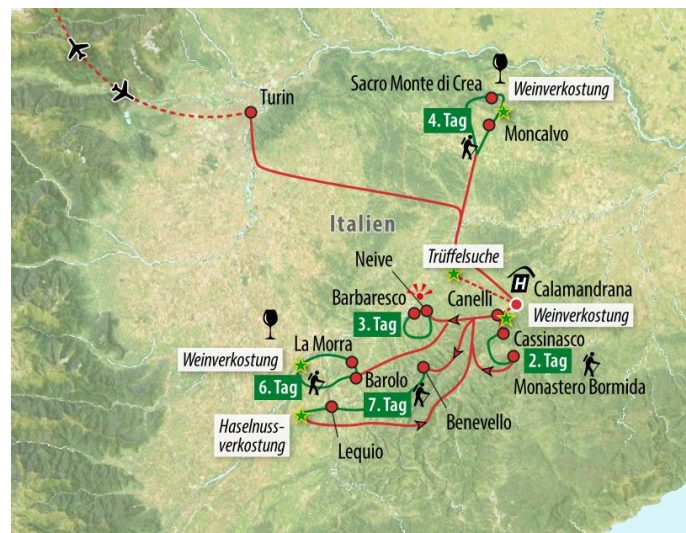 Turin
Sacro Monte di Crea
Weinverkostung
4. Tag
Moncalvo
Italien
Trüffelsuche
Neive
H
Calamandrana
Barbaresco
Canelli
Weinverkostung
3. Tag
Cassinasco
La Morra
2. Tag
Weinverkostung
Monastero Bormida
6. Tag
Barolo
7. Tag
Benevello
Haselnuss-
verkostung
Lequio